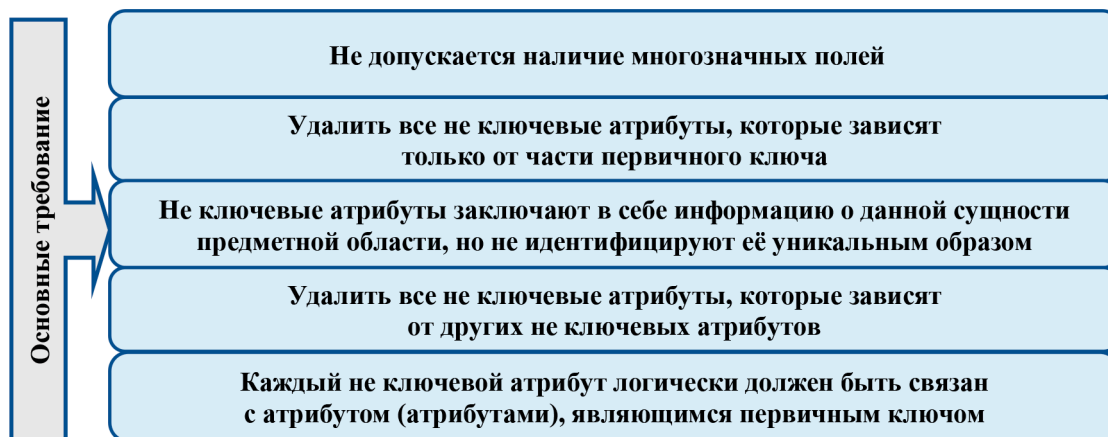 Основные требование
Не допускается наличие многозначных полей
Удалить все не ключевые атрибуты, которые зависят
только от части первичного ключа
Не ключевые атрибуты заключают в себе информацию о данной сущности
предметной области, но не идентифицируют её уникальным образом
Удалить все не ключевые атрибуты, которые зависят
от других не ключевых атрибутов
Каждый не ключевой атрибут логически должен быть связан
с атрибутом (атрибутами), являющимся первичным ключом